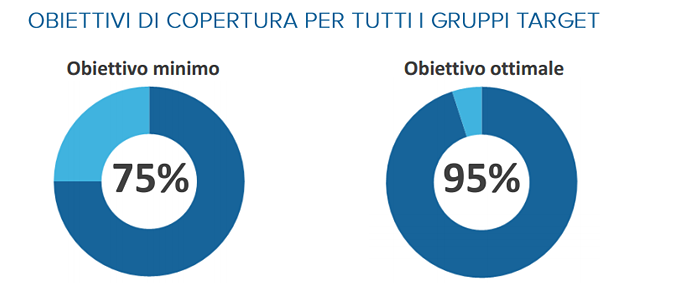 OBIETTIVI DI COPERTURA PER TUTTI I GRUPPI TARGET
Obiettivo minimo
75%
Obiettivo ottimale
95%